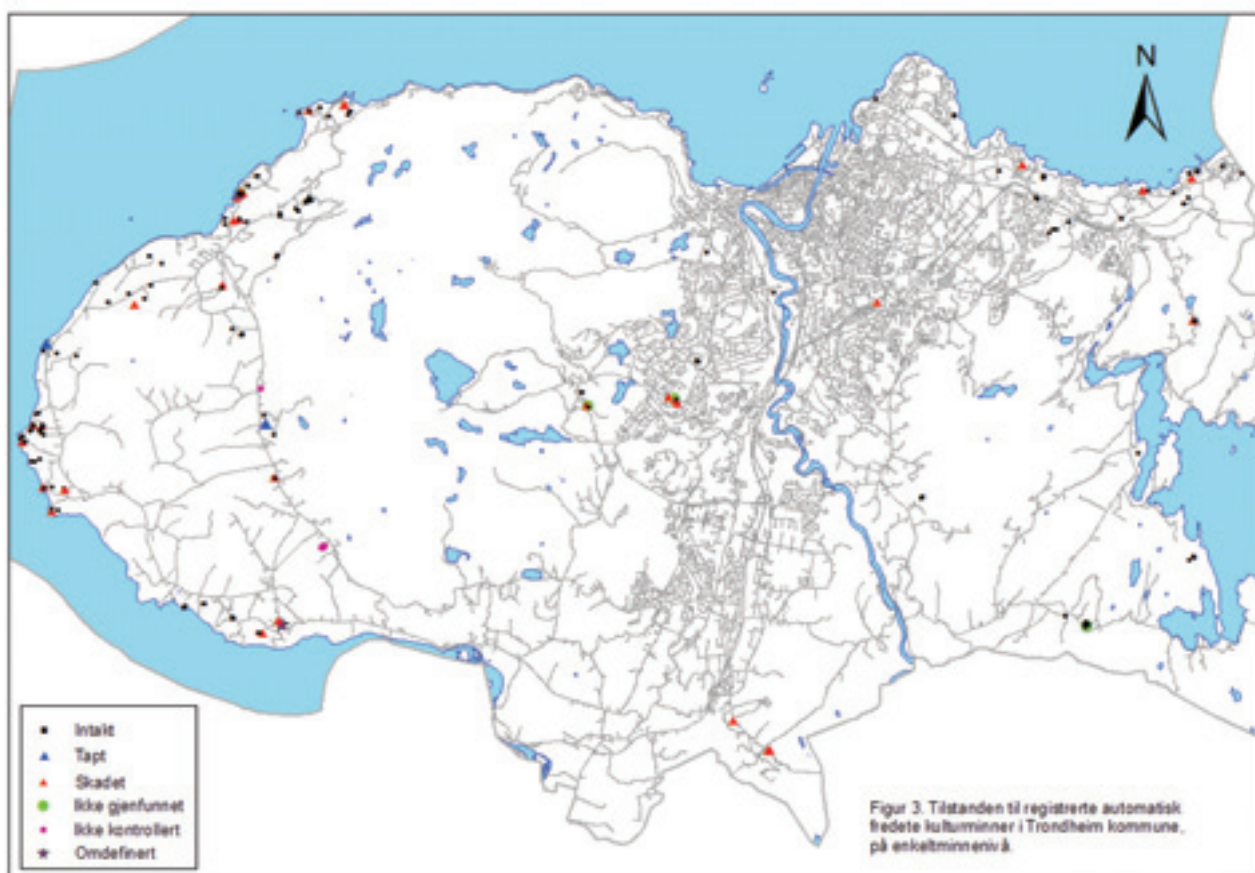 N
Intakt
Tapt
Skadet
Ikke gjenfunnet
Ikke kontrollert
Omdefinert
Figur 3. Tilstanden til registrerte automatisk
fredete kulturminner i Trondheim kommune,
på enkeltminnenivå.